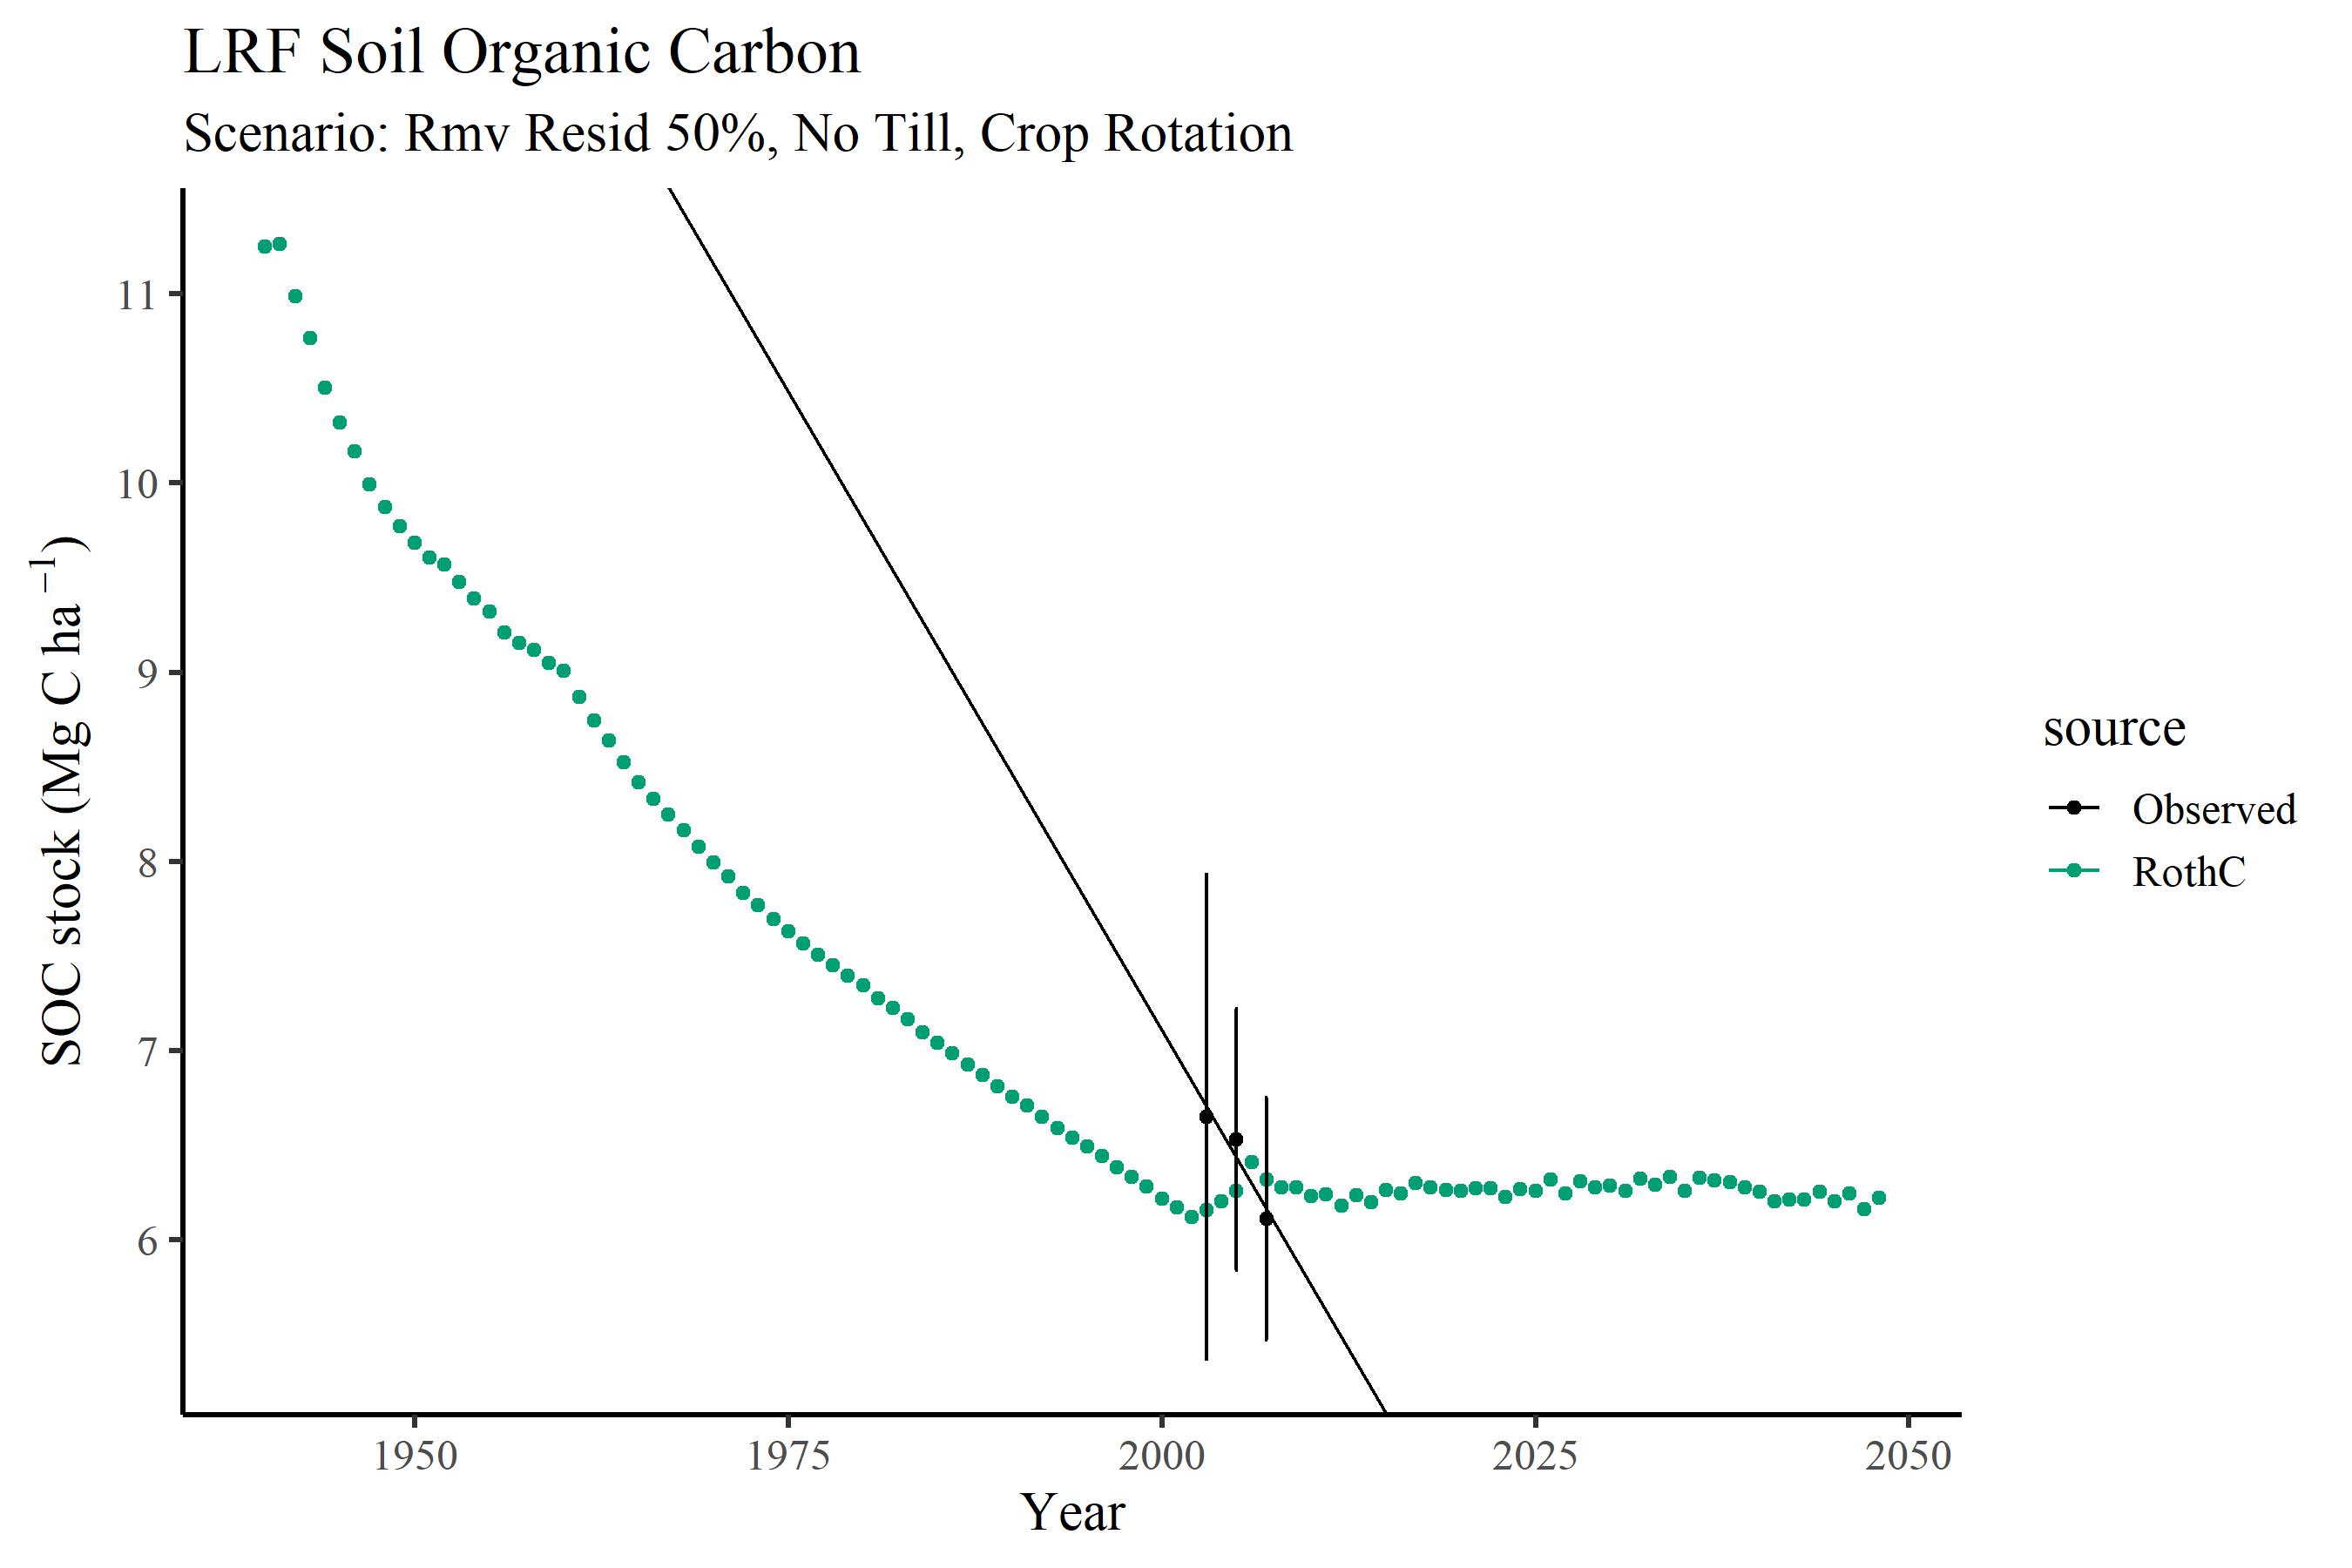 LRF Soil Organic Carbon
Scenario: Rmv Resid 50%, No Till, Crop Rotation
SOC stock (Mg C ha ⁻¹)
11
10
9
8
7
6
1950
1975
2000
2025
2050
Year
source
Observed
RothC